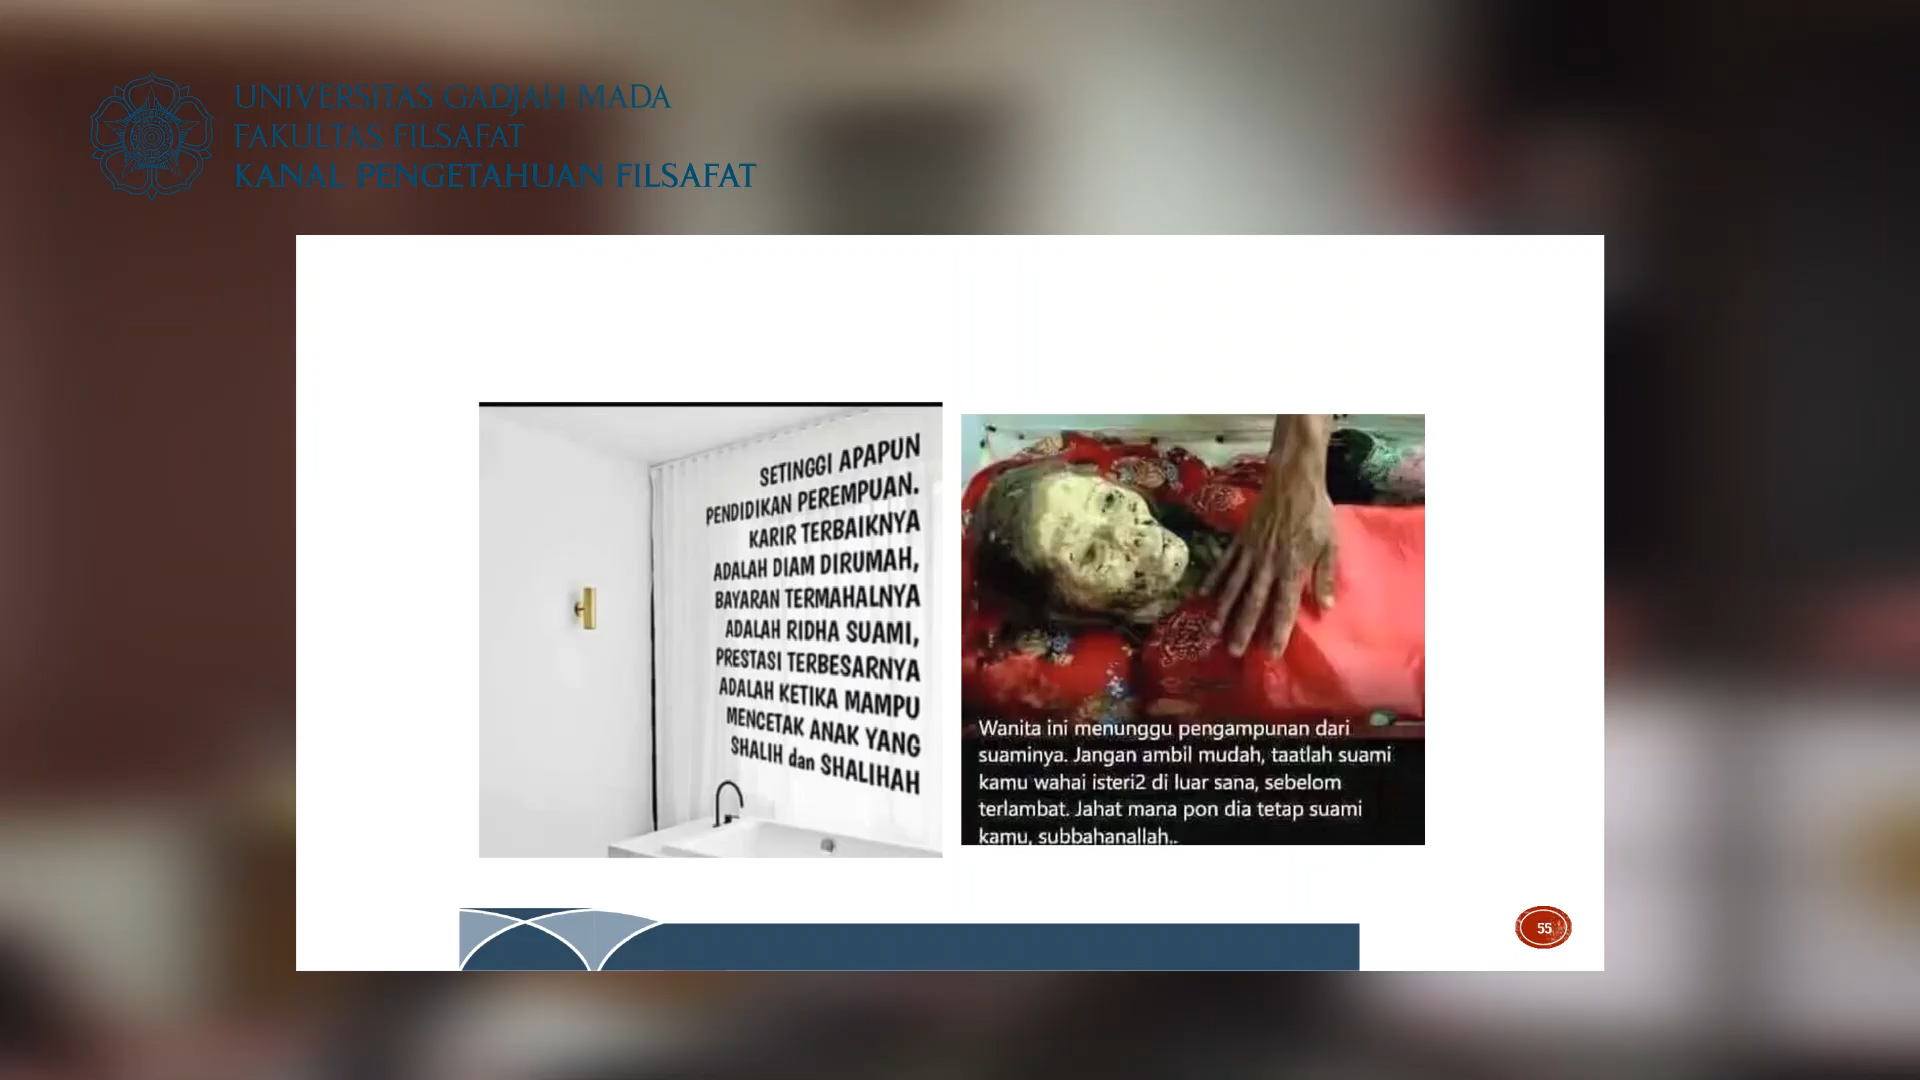 UNIVERSITAS GADJAH MADA
FAKULTAS FILSAFAT
KANAL PENGETAHUAN FILSAFAT
SETINGGI APAPUN
PENDIDIKAN PEREMPUAN.
KARIR TERBAIKNYA
ADALAH DIAM DIRUMAH,
BAYARAN TERMAHALNYA
ADALAH RIDHA SUAMI,
PRESTASI TERBESARNYA
ADALAH KETIKA MAMPU
MENCETAK ANAK YANG
SHALIH dan SHALIHAH
Wanita ini menunggu pengampunan dari
suaminya. Jangan ambil mudah, taatlah suami
kamu wahai isteri2 di luar sana, sebelom
terlambat. Jahat mana pon dia tetap suami
kamu, subbahanallah..
55